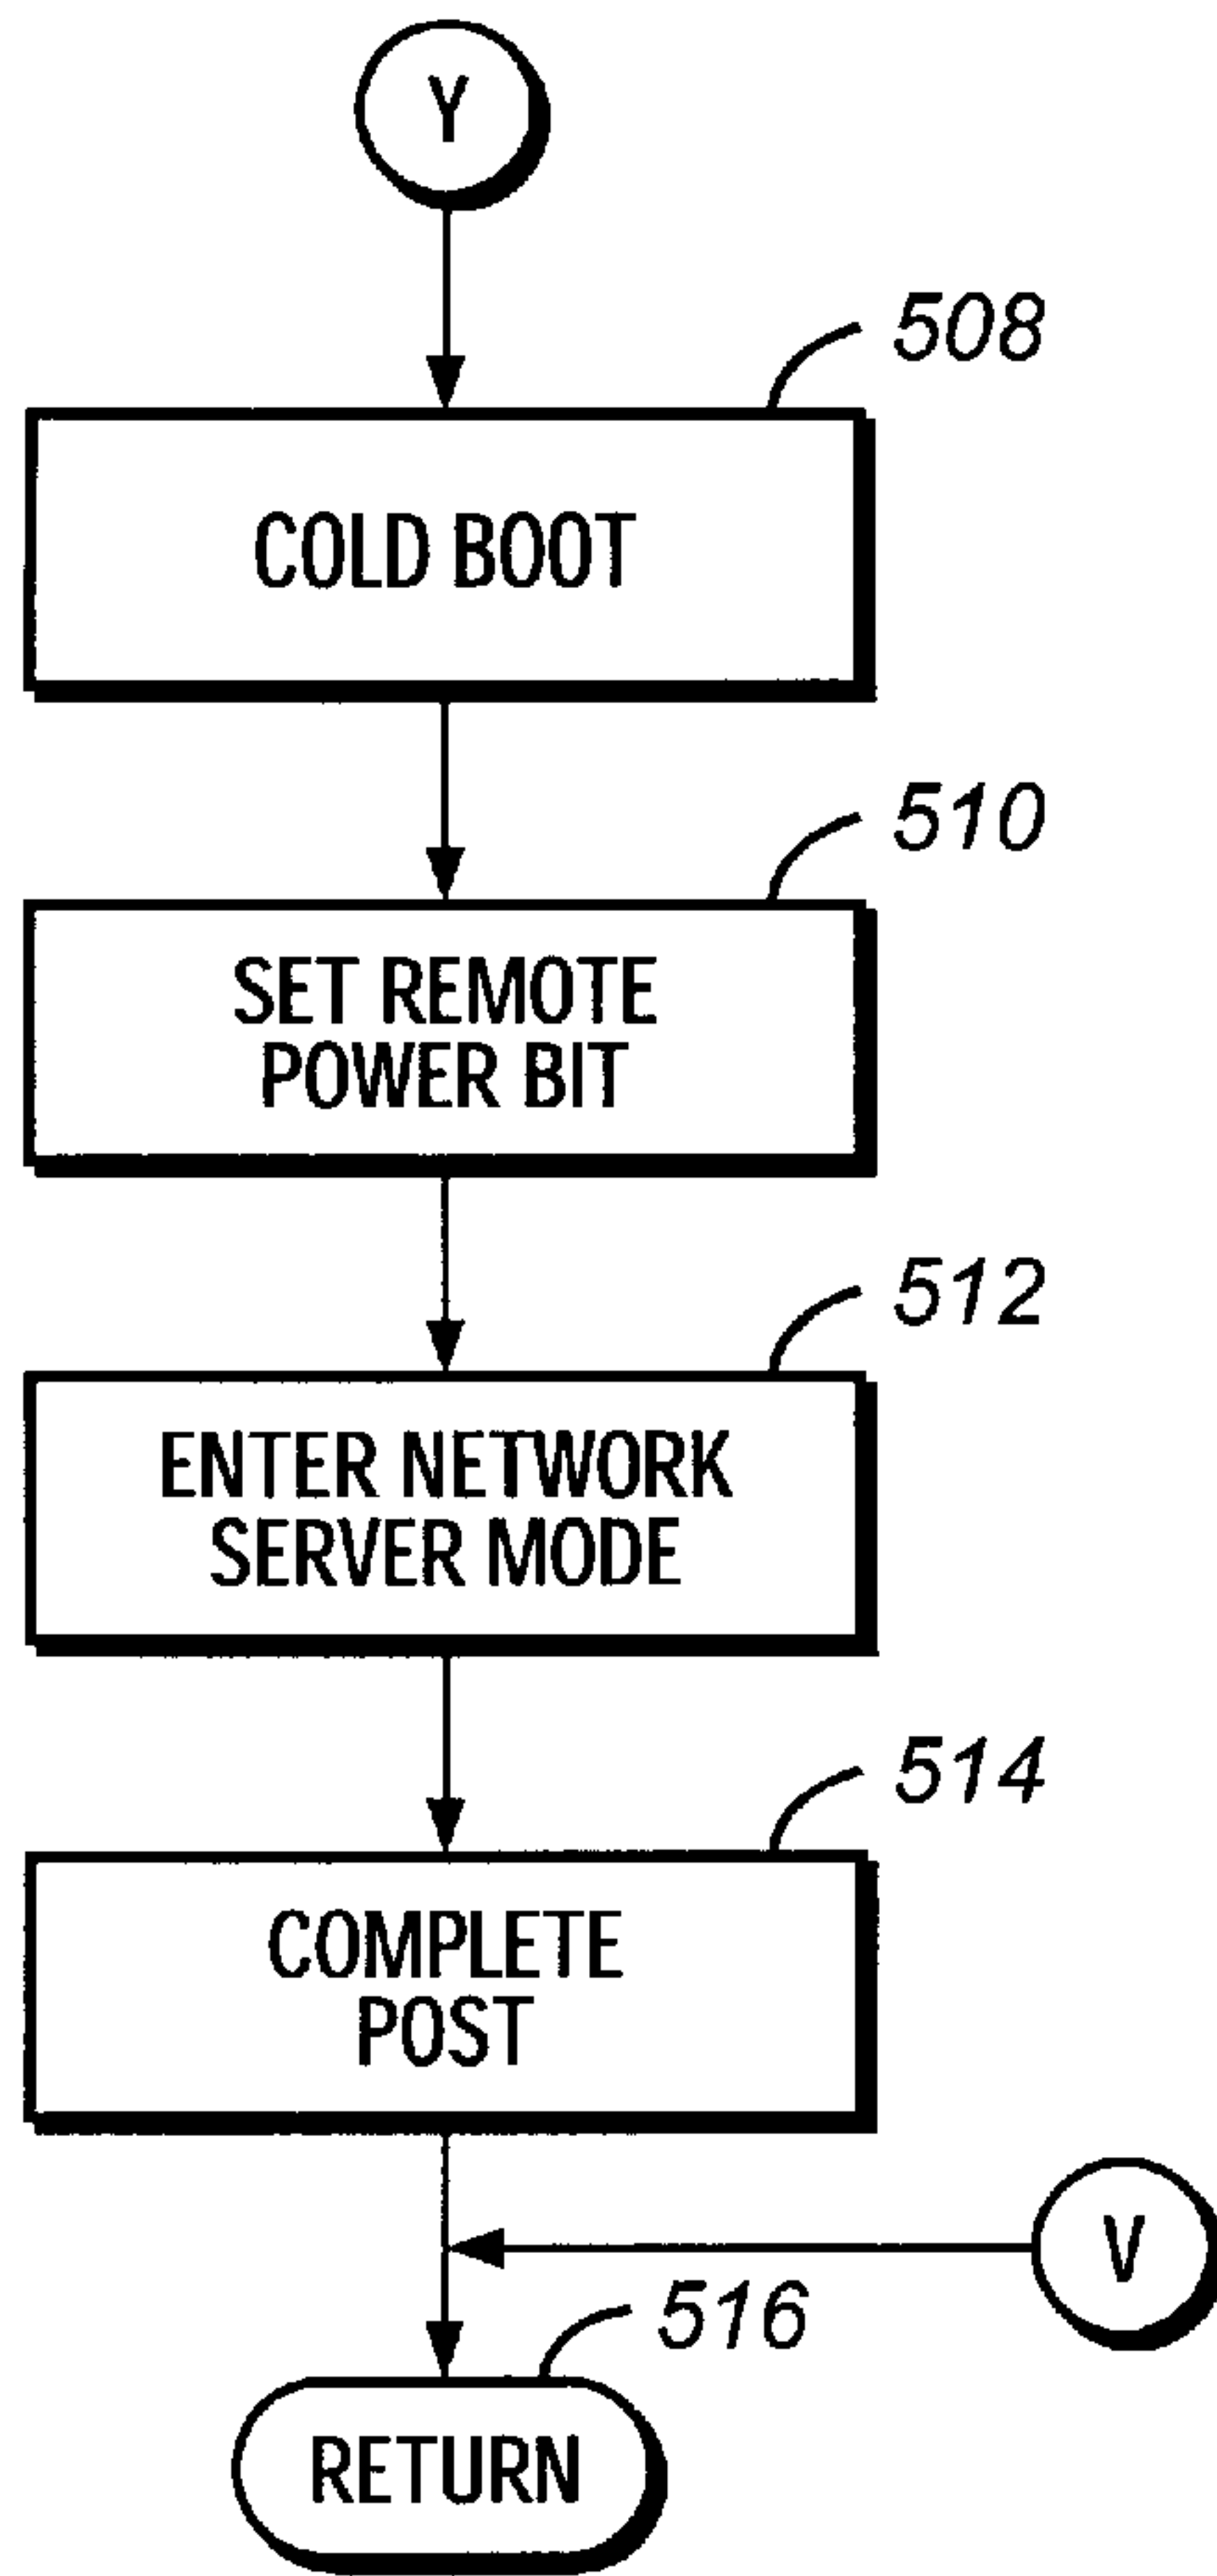 Y
508
COLD BOOT
510
SET REMOTE
POWER BIT
512
ENTER NETWORK
SERVER MODE
514
COMPLETE
POST
V
516
RETURN